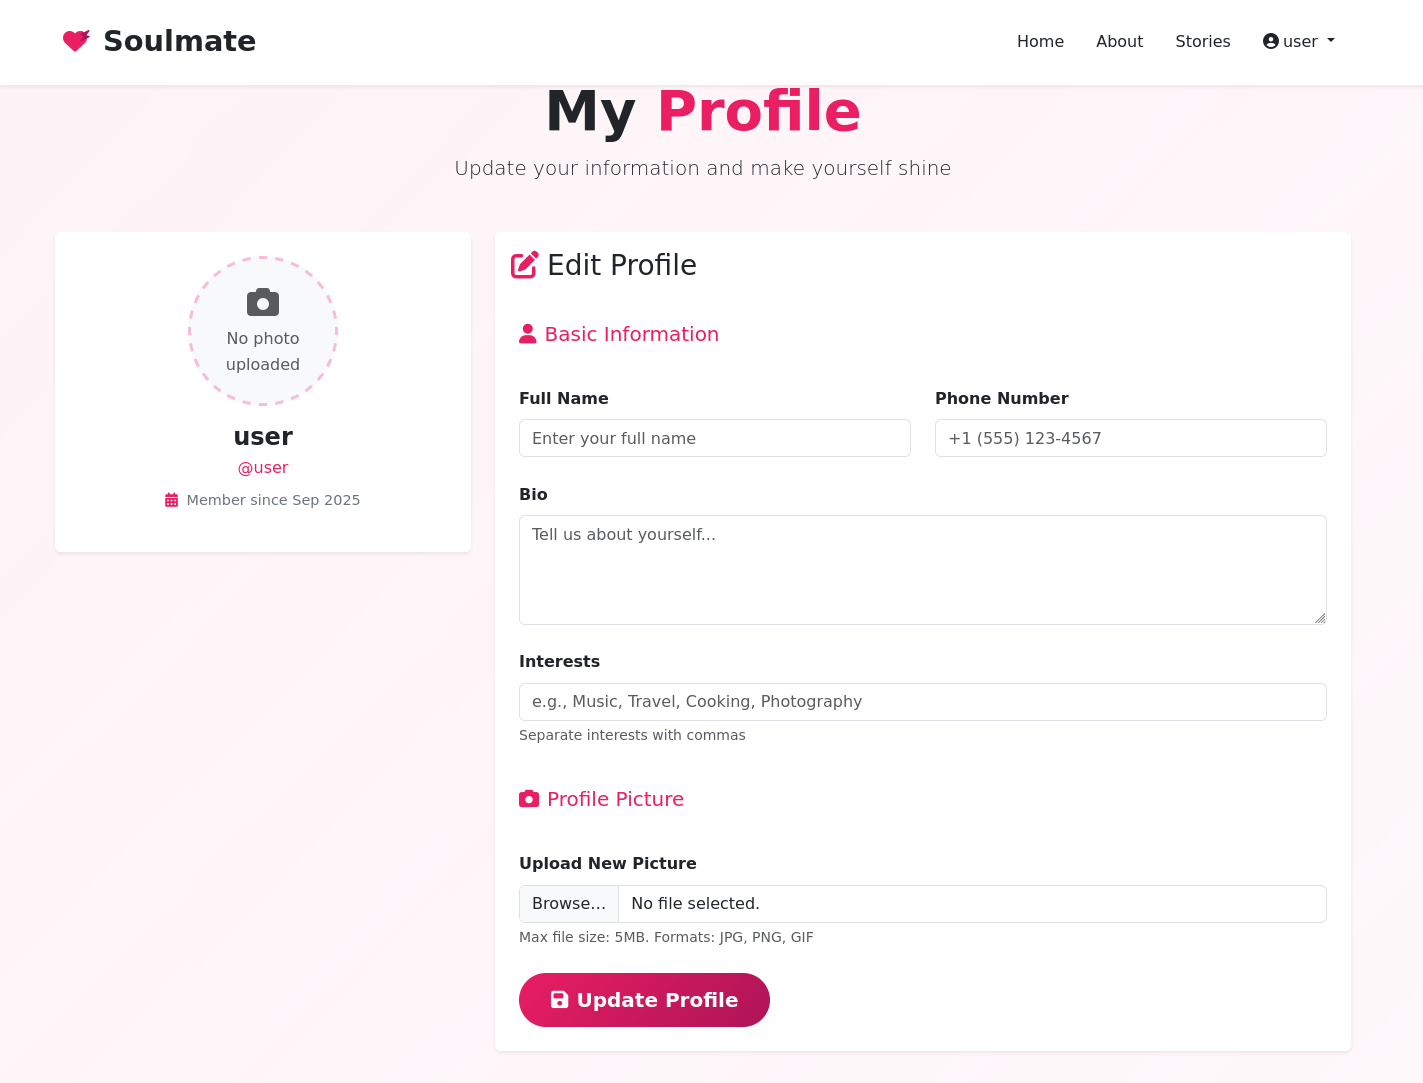 Soulmate
Home
About
Stories
user
My Profile
Update your information and make yourself shine
No photo
uploaded
user
@user
Member since Sep 2025
Edit Profile
Basic Information
Full Name
Enter your full name
Phone Number
+1 (555) 123-4567
Bio
Tell us about yourself...
Interests
e.g., Music, Travel, Cooking, Photography
Separate interests with commas
Profile Picture
Upload New Picture
Browse... No file selected.
Max file size: 5MB. Formats: JPG, PNG, GIF
Update Profile